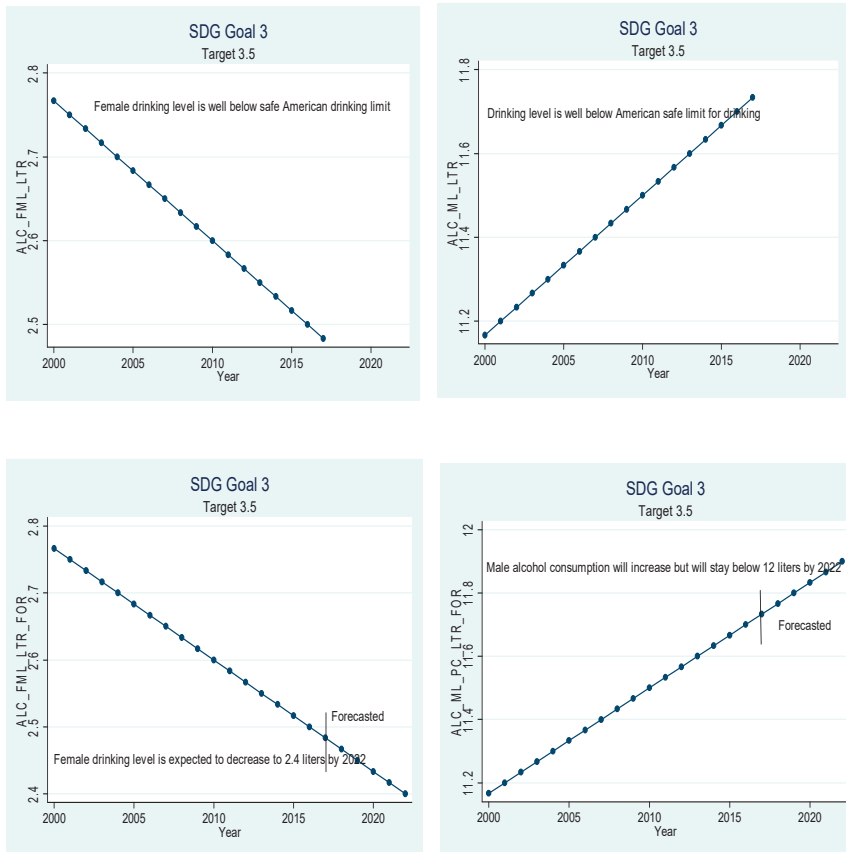 SDG Goal 3
Target 3.5
2.8
2.7
2.6
2.5
ALC_FML_LTR
Female drinking level is well below safe American drinking limit
2000 2005 2010 2015 2020
Year
SDG Goal 3
Target 3.5
11.8
11.6
11.4
11.2
ALC_ML_LTR
Drinking level is well below American safe limit for drinking
2000 2005 2010 2015 2020
Year
SDG Goal 3
Target 3.5
2.8
2.7
2.6
2.5
2.4
ALC_FML_LTR_FOR
Forecasted
Female drinking level is expected to decrease to 2.4 liters by 2022
2000 2005 2010 2015 2020
Year
SDG Goal 3
Target 3.5
12
11.8
11.6
11.4
11.2
ALC_ML_PC_LTR_FOR
Male alcohol consumption will increase but will stay below 12 liters by 2022
Forecasted
2000 2005 2010 2015 2020
Year